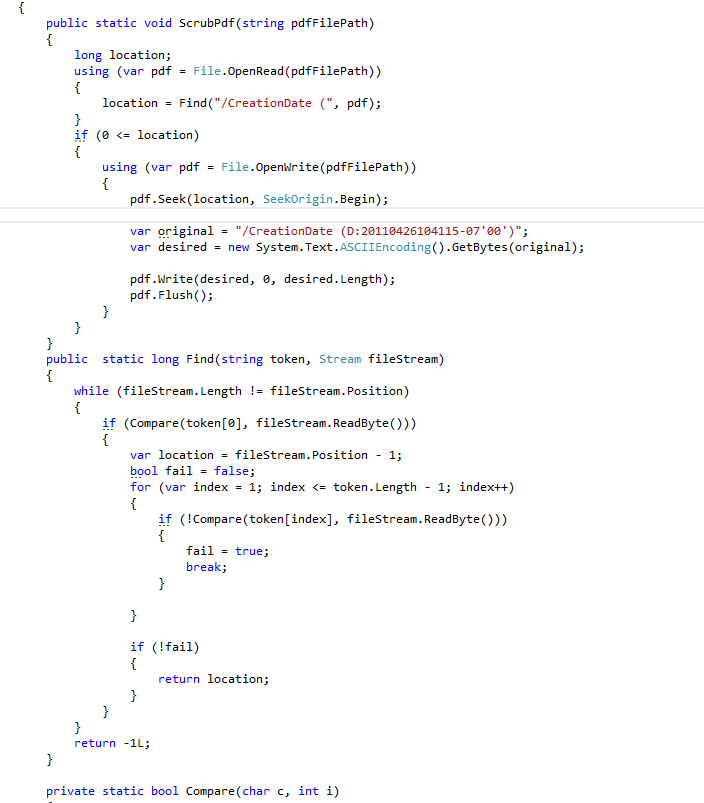 {
    public static void ScrubPdf(string pdfFilePath)
    {
        long location;
        using (var pdf = File.OpenRead(pdfFilePath))
        {
            location = Find("/CreationDate (", pdf);
        }
        if (0 <= location)
        {
            using (var pdf = File.OpenWrite(pdfFilePath))
            {
                pdf.Seek(location, SeekOrigin.Begin);

                var original = "/CreationDate (D:20110426104115-07'00')";
                var desired = new System.Text.ASCIIEncoding().GetBytes(original);

                pdf.Write(desired, 0, desired.Length);
                pdf.Flush();
            }
        }
    }
    public  static long Find(string token, Stream fileStream)
    {
        while (fileStream.Length != fileStream.Position)
        {
            if (Compare(token[0], fileStream.ReadByte()))
            {
                var location = fileStream.Position - 1;
                bool fail = false;
                for (var index = 1; index <= token.Length - 1; index++)
                {
                    if (!Compare(token[index], fileStream.ReadByte()))
                    {
                        fail = true;
                        break;
                    }

                }

                if (!fail)
                {
                    return location;
                }
            }
        }
        return -1L;
    }

    private static bool Compare(char c, int i)